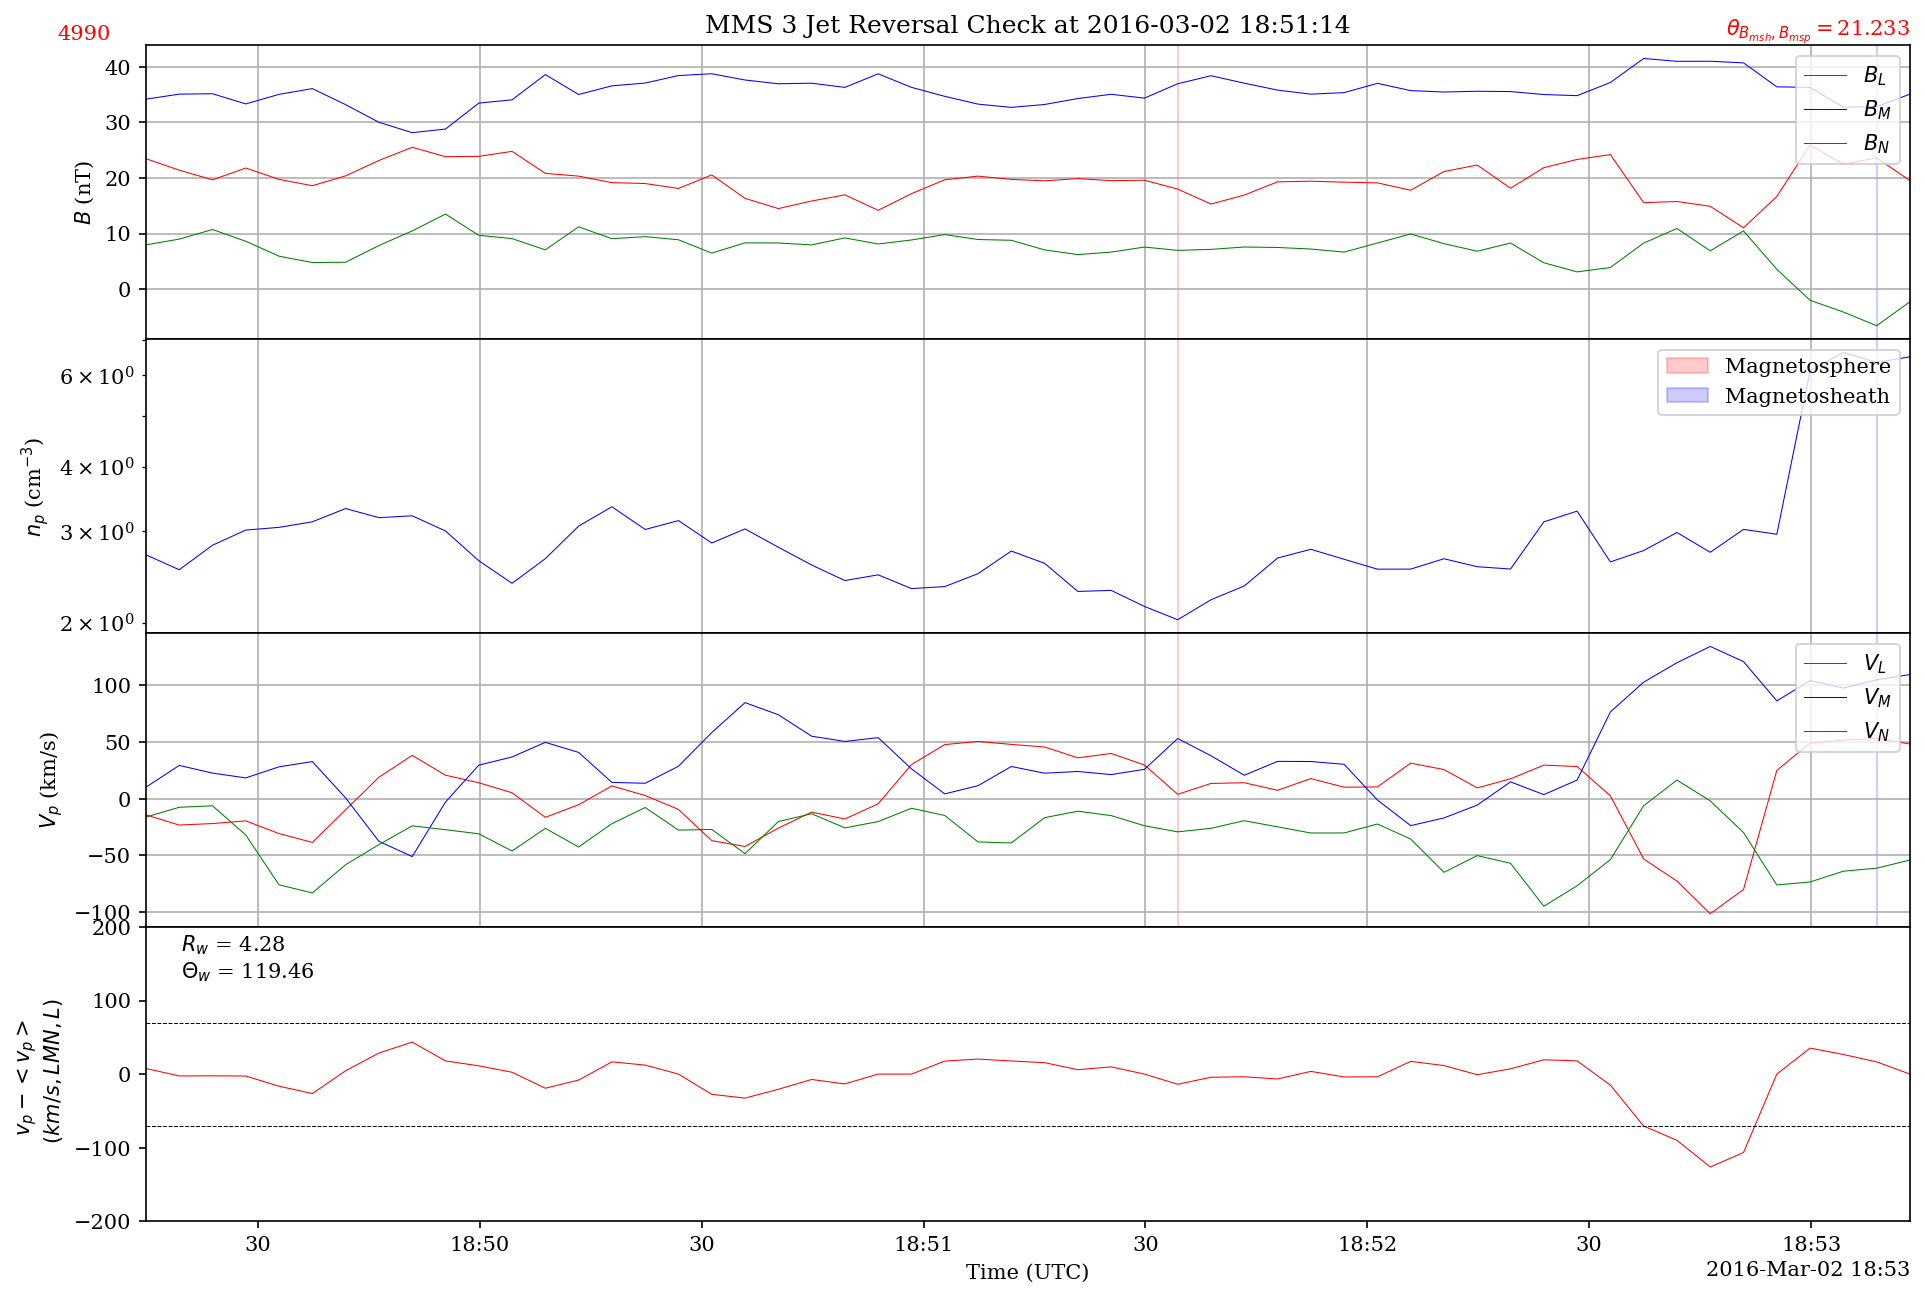 4990
MMS 3 Jet Reversal Check at 2016-03-02 18:51:14
θ_{B_{msh}, B_{msp}} = 21.233
B (nT)
40
30
20
10
0
B_L
B_M
B_N
n_p (cm^{-3})
6 × 10^0
4 × 10^0
3 × 10^0
2 × 10^0
Magnetosphere
Magnetosheath
V_p (km/s)
100
50
0
−50
−100
V_L
V_M
V_N
v_p − <v_p>
(km/s, LMN, L)
200
100
0
−100
−200
R_w = 4.28
Θ_w = 119.46
30 18:50 30 18:51 30 18:52 30 18:53
Time (UTC)
2016-Mar-02 18:53